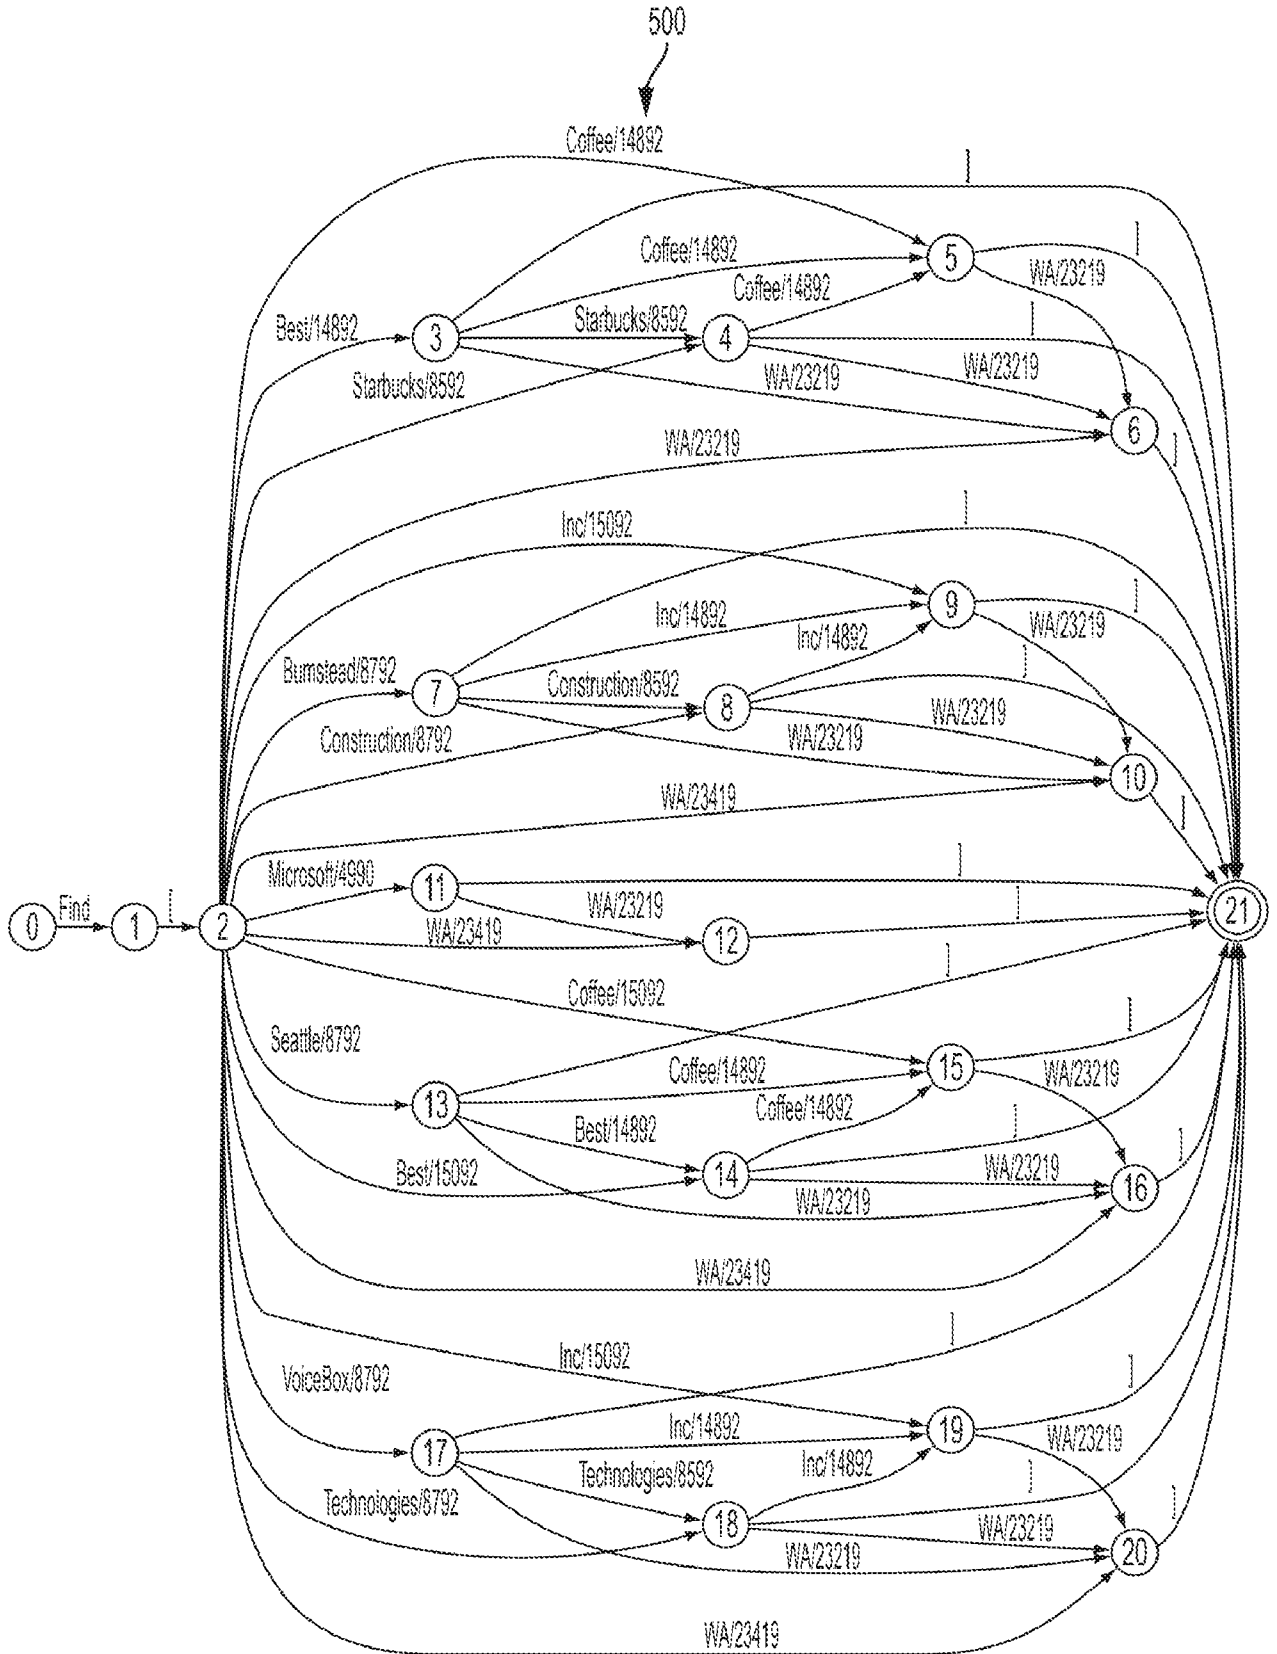 500
Coffee/14892
]
Coffee/14892
5
]
WA/23219
Coffee/14892
Best/14892
3
Starbucks/8592
4
]
Starbucks/8592
WA/23219
WA/23219
6
WA/23219
]
Inc/15092
]
9
]
Inc/14892
Inc/14892
WA/23219
Bumstead/8792
7
Construction/8592
8
]
Construction/8792
WA/23219
WA/23219
10
WA/23419
]
Microsoft/4990
11
]
0
Find
1
[
2
WA/23219
]
21
WA/23419
12
]
Coffee/15092
]
Seattle/8792
13
Coffee/14892
15
WA/23219
Coffee/14892
Best/14892
]
]
Best/15092
14
WA/23219
16
WA/23219
WA/23419
]
Inc/15092
]
VoiceBox/8792
17
Inc/14892
19
WA/23219
Technologies/8592
Inc/14892
]
]
Technologies/8792
18
WA/23219
20
WA/23219
WA/23419